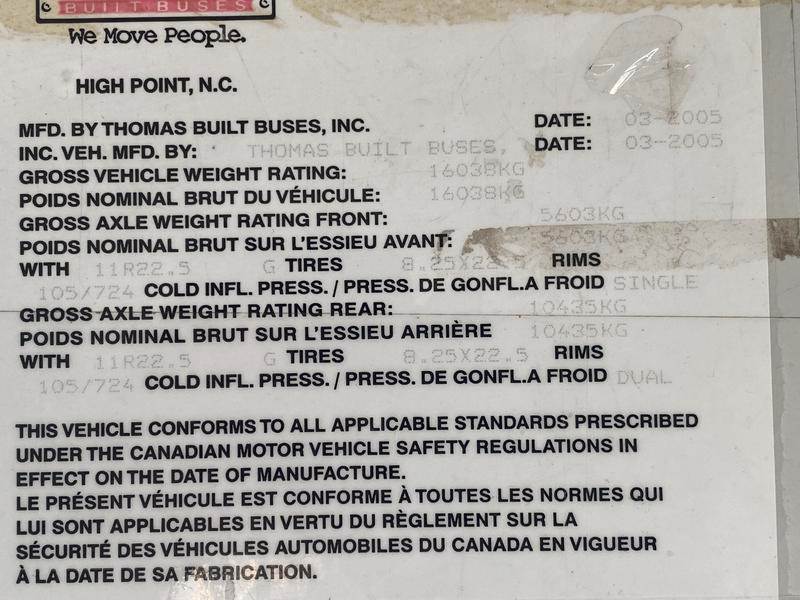 BUILT BUSES
We Move People.
HIGH POINT, N.C.
MFD. BY THOMAS BUILT BUSES, INC. DATE: 03-2005
INC. VEH. MFD. BY: THOMAS BUILT BUSES, DATE: 03-2005
GROSS VEHICLE WEIGHT RATING: 16038KG
POIDS NOMINAL BRUT DU VÉHICULE: 16038KG
GROSS AXLE WEIGHT RATING FRONT: 5603KG
POIDS NOMINAL BRUT SUR L'ESSIEU AVANT: 5603KG
WITH 11R22.5 G TIRES 8.25X22.5 RIMS
105/724 COLD INFL. PRESS. / PRESS. DE GONFL.A FROID SINGLE
GROSS AXLE WEIGHT RATING REAR: 10435KG
POIDS NOMINAL BRUT SUR L'ESSIEU ARRIÈRE 10435KG
WITH 11R22.5 G TIRES 8.25X22.5 RIMS
105/724 COLD INFL. PRESS. / PRESS. DE GONFL.A FROID DUAL
THIS VEHICLE CONFORMS TO ALL APPLICABLE STANDARDS PRESCRIBED
UNDER THE CANADIAN MOTOR VEHICLE SAFETY REGULATIONS IN
EFFECT ON THE DATE OF MANUFACTURE.
LE PRÉSENT VÉHICULE EST CONFORME À TOUTES LES NORMES QUI
LUI SONT APPLICABLES EN VERTU DU RÈGLEMENT SUR LA
SÉCURITÉ DES VÉHICULES AUTOMOBILES DU CANADA EN VIGUEUR
À LA DATE DE SA FABRICATION.